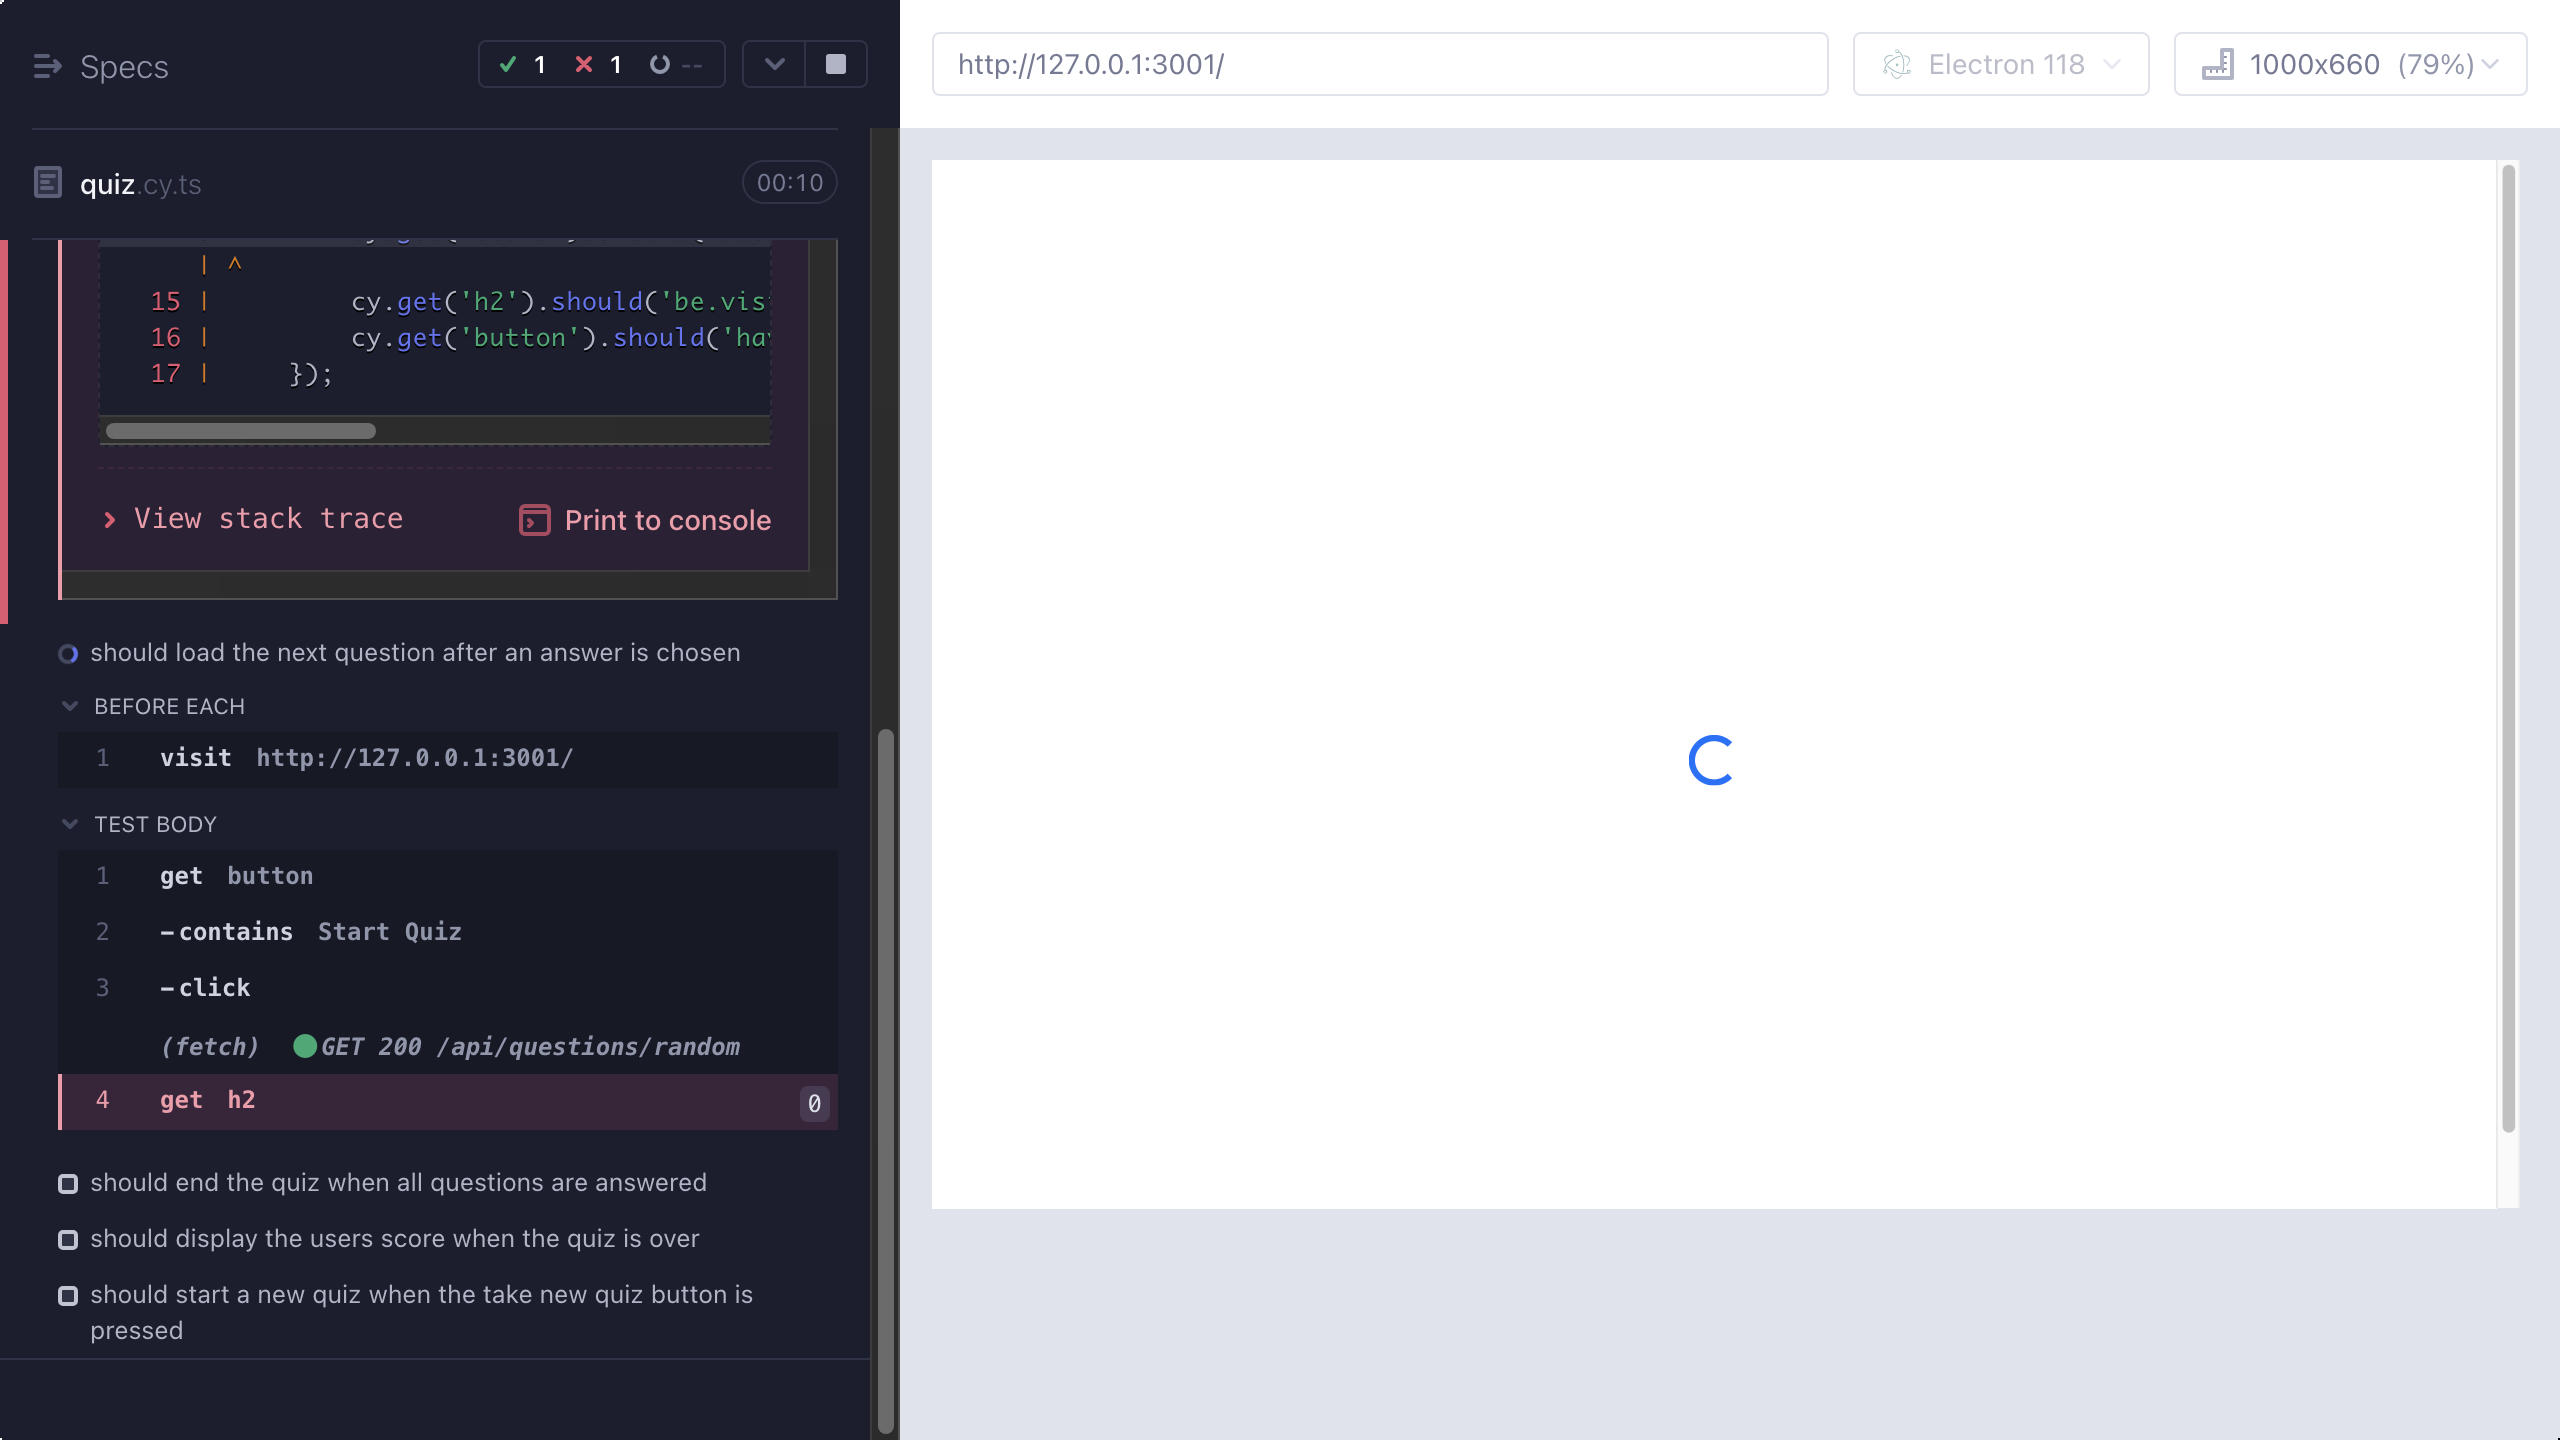 Specs
1 1 --
quiz.cy.ts 00:10
| ^
15 | cy.get('h2').should('be.vis
16 | cy.get('button').should('ha
17 | });
View stack trace Print to console
should load the next question after an answer is chosen
BEFORE EACH
1 visit http://127.0.0.1:3001/
TEST BODY
1 get button
2 -contains Start Quiz
3 -click
(fetch) GET 200 /api/questions/random
4 get h2 0
should end the quiz when all questions are answered
should display the users score when the quiz is over
should start a new quiz when the take new quiz button is
pressed
http://127.0.0.1:3001/
Electron 118
1000x660 (79%)